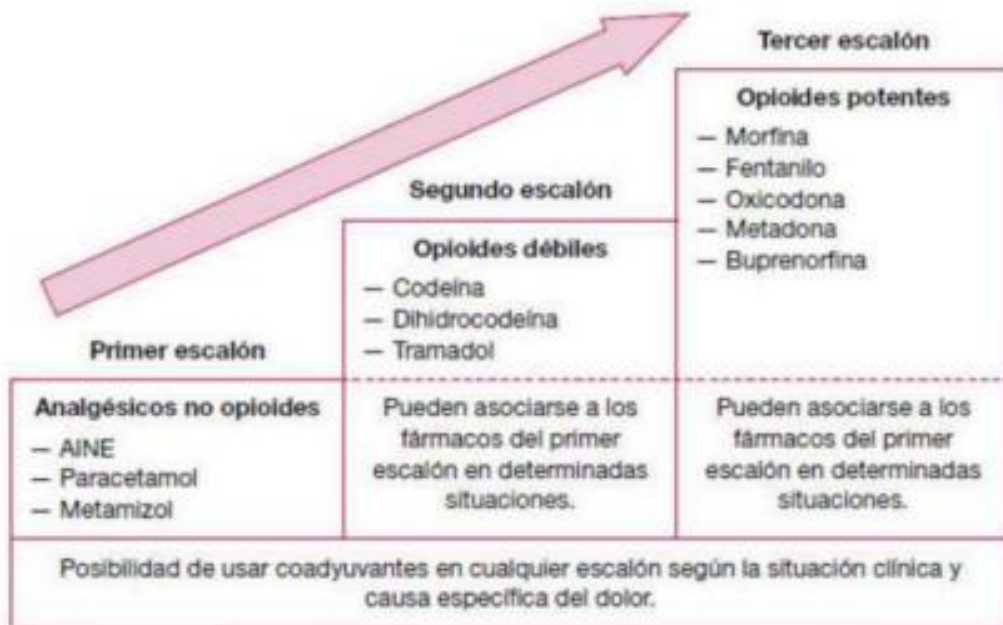 Tercer escalón
Opioides potentes
— Morfina
— Fentanilo
— Oxicodona
— Metadona
— Buprenorfina
Segundo escalón
Opioides débiles
— Codeína
— Dihidrocodeína
— Tramadol
Pueden asociarse a los
fármacos del primer
escalón en determinadas
situaciones.
Pueden asociarse a los
fármacos del primer
escalón en determinadas
situaciones.
Primer escalón
Analgésicos no opioides
— AINE
— Paracetamol
— Metamizol
Posibilidad de usar coadyuvantes en cualquier escalón según la situación clínica y
causa específica del dolor.